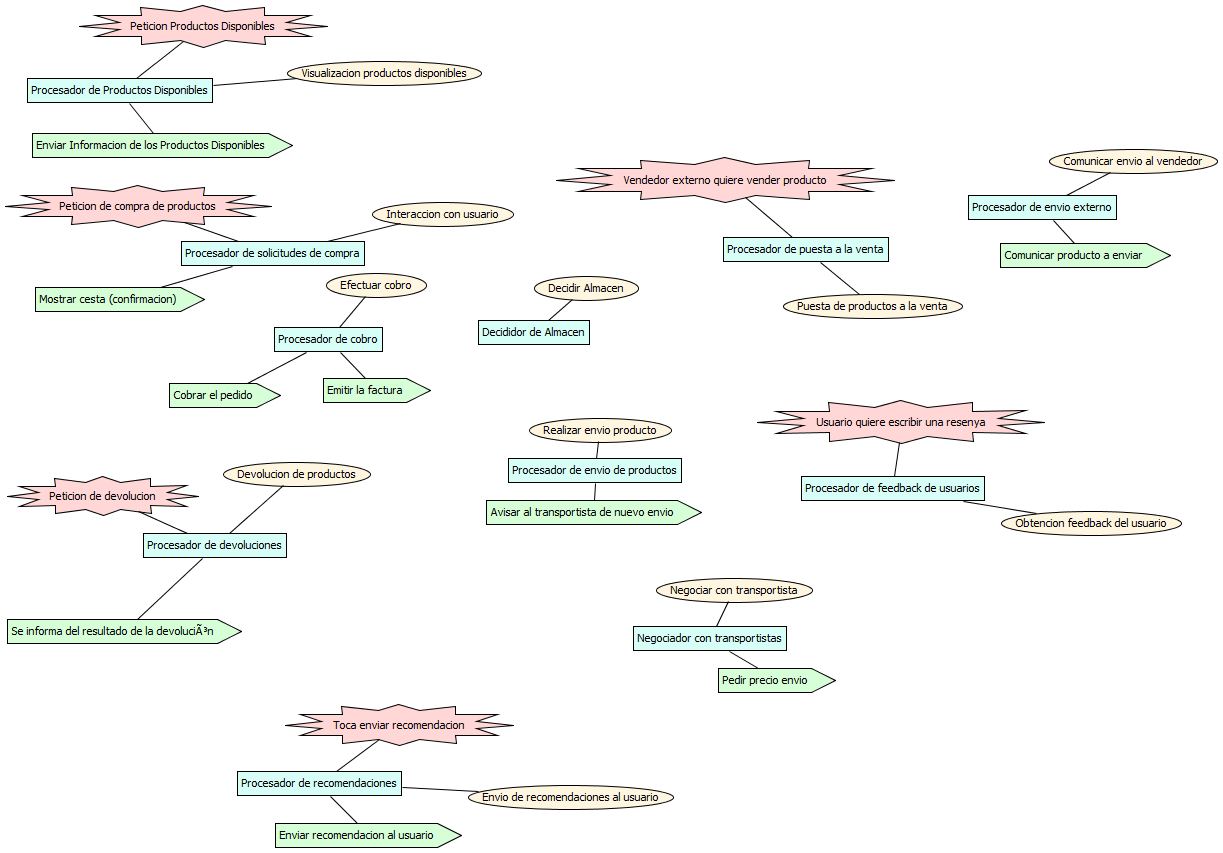 Peticion Productos Disponibles
Visualizacion productos disponibles
Procesador de Productos Disponibles
Enviar Informacion de los Productos Disponibles
Vendedor externo quiere vender producto
Comunicar envio al vendedor
Peticion de compra de productos
Procesador de envio externo
Interaccion con usuario
Procesador de puesta a la venta
Procesador de solicitudes de compra
Comunicar producto a enviar
Efectuar cobro
Decidir Almacen
Mostrar cesta (confirmacion)
Puesta de productos a la venta
Procesador de cobro
Decididor de Almacen
Cobrar el pedido
Emitir la factura
Realizar envio producto
Usuario quiere escribir una resenya
Devolucion de productos
Procesador de envio de productos
Procesador de feedback de usuarios
Peticion de devolucion
Avisar al transportista de nuevo envio
Obtencion feedback del usuario
Procesador de devoluciones
Negociar con transportista
Se informa del resultado de la devoluciÃ³n
Negociador con transportistas
Pedir precio envio
Toca enviar recomendacion
Procesador de recomendaciones
Envio de recomendaciones al usuario
Enviar recomendacion al usuario